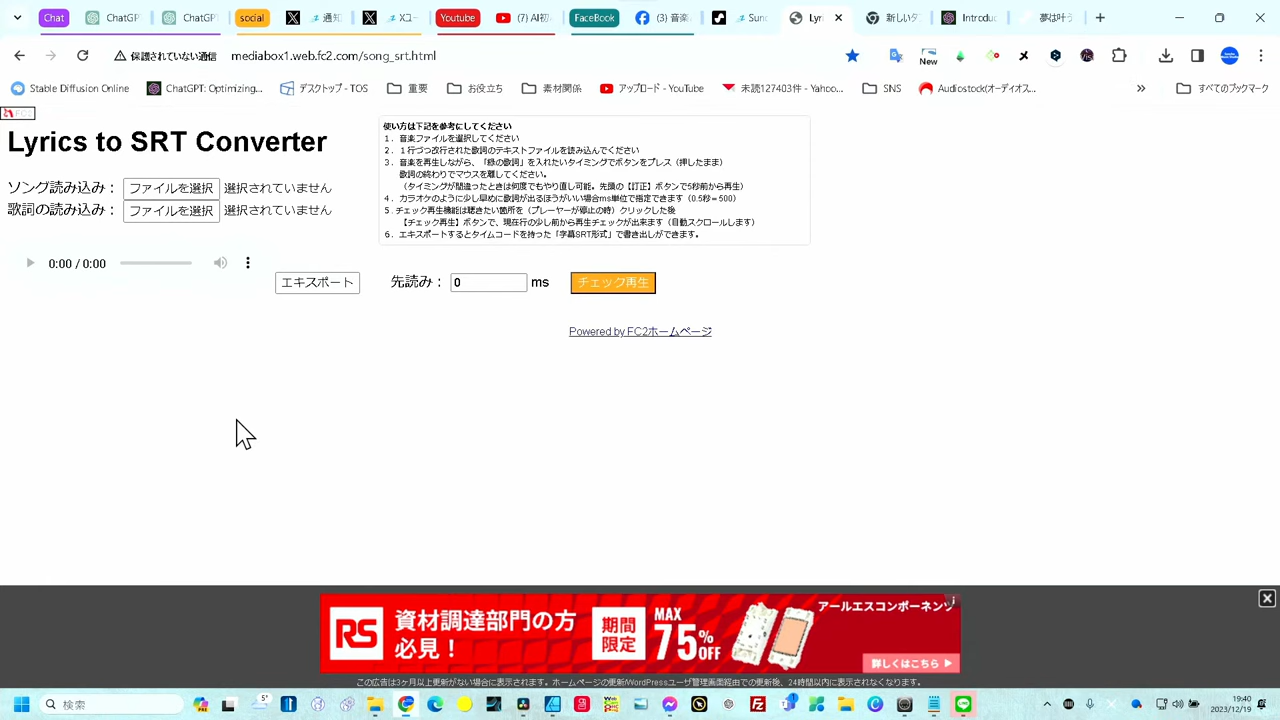 Chat
ChatGP
ChatGPT
social
通知
Xコー
Youtube
(7) AI初
FaceBook
(3) 音楽
Suno
Lyri
新しいタ
Introduc
夢は叶う
保護されていない通信
mediabox1.web.fc2.com/song_srt.html
New
Stable Diffusion Online
ChatGPT: Optimizing...
デスクトップ - TOS
重要
お役立ち
素材関係
アップロード - YouTube
未読127403件 - Yahoo...
SNS
Audiostock(オーディオス...
すべてのブックマーク
FC2
Lyrics to SRT Converter
ソング読み込み： ファイルを選択 選択されていません
歌詞の読み込み： ファイルを選択 選択されていません
使い方は下記を参考にしてください
１．音楽ファイルを選択してください
２．１行づつ改行された歌詞のテキストファイルを読み込んでください
３．音楽を再生しながら、「緑の歌詞」を入れたいタイミングでボタンをプレス（押したまま）
歌詞の終わりでマウスを離してください。
（タイミングが間違ったときは何度でもやり直し可能。先頭の【訂正】ボタンで5秒前から再生）
４．カラオケのように少し早めに歌詞が出るほうがいい場合ms単位で指定できます（0.5秒＝500）
５.チェック再生機能は聴きたい箇所を（プレーヤーが停止の時）クリックした後
【チェック再生】ボタンで、現在行の少し前から再生チェックが出来ます（自動スクロールします）
６．エキスポートするとタイムコードを持った「字幕SRT形式」で書き出しができます。
0:00 / 0:00
エキスポート
先読み： 0 ms
チェック再生
Powered by FC2ホームページ
RS
資材調達部門の方
必見！
期間
限定
MAX
75%
OFF
アールエスコンポーネンツ
詳しくはこちら
この広告は3ヶ月以上更新がない場合に表示されます。ホームページの更新/WordPressユーザ管理画面経由での更新後、24時間以内に表示されなくなります。
検索
5°
19:40
2023/12/19